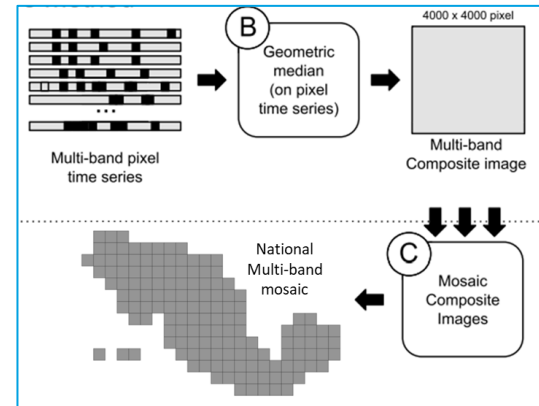 4000 x 4000 pixel
B
Geometric
median
(on pixel
time series)
...
Multi-band pixel
time series
Multi-band
Composite image
National
Multi-band
mosaic
C
Mosaic
Composite
Images